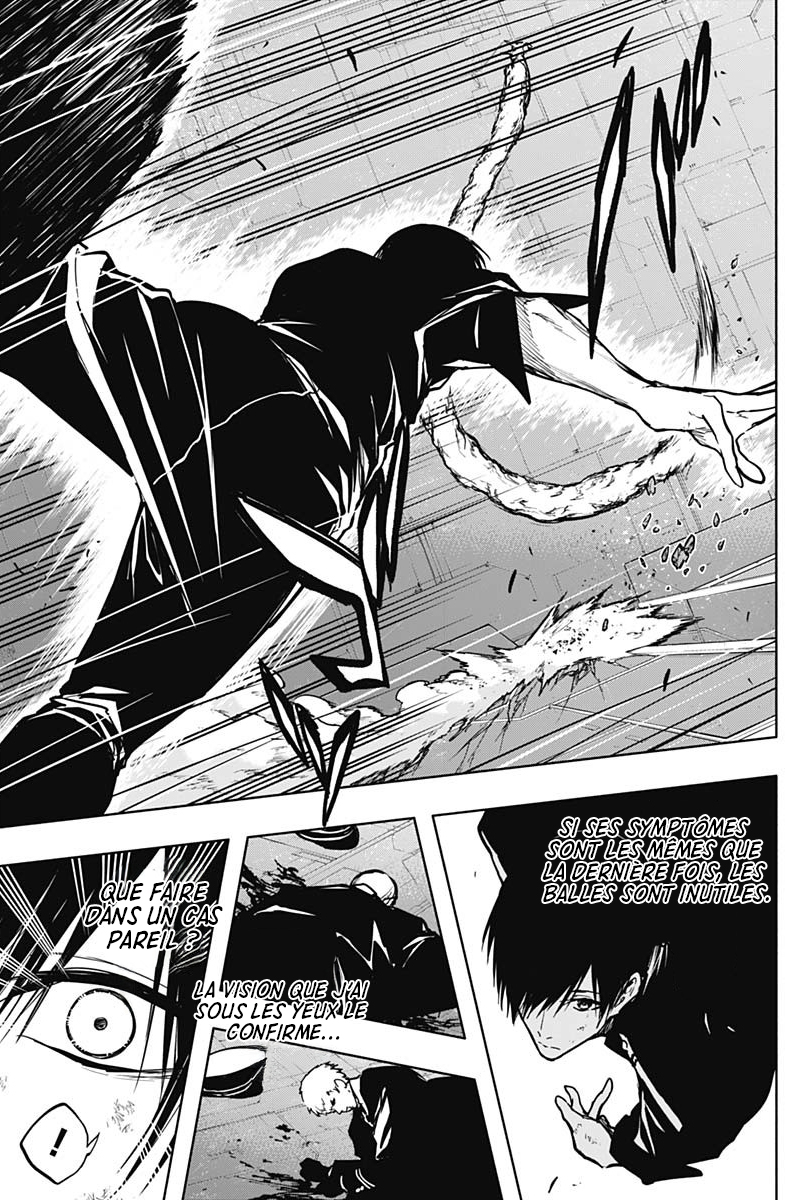 SI SES SYMPTÔMES
SONT LES MÊMES QUE
LA DERNIÈRE FOIS, LES
BALLES SONT INUTILES.
LA VISION QUE J'AI
SOUS LES YEUX LE
CONFIRME...
QUE FAIRE
DANS UN CAS
PAREIL ?
!